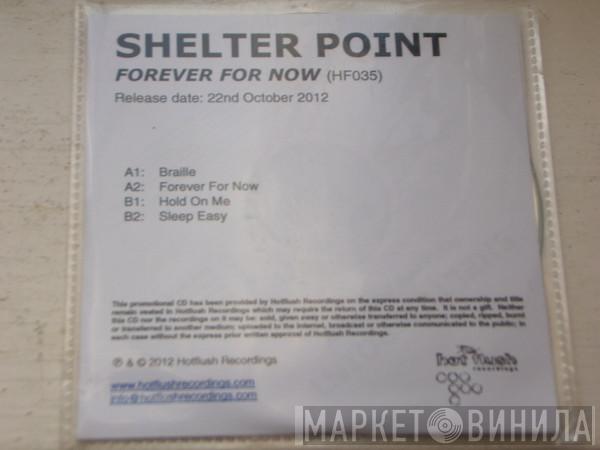 SHELTER POINT
FOREVER FOR NOW (HF035)
Release date: 22nd October 2012
A1: Braille
A2: Forever For Now
B1: Hold On Me
B2: Sleep Easy
This promotional CD has been provided by Hotflush Recordings on the express condition that ownership and title
remain vested in Hotflush Recordings which may require the return of this CD at any time. It is not a gift. Neither
this CD nor the recordings on it may be: sold, given away or otherwise transferred to anyone; copied, ripped, burnt
or transferred to another medium; uploaded to the internet, broadcast or otherwise communicated to the public; in
each case without the express prior written approval of Hotflush Recordings.
℗ & © 2012 Hotflush Recordings
hot flush
recordings
www.hotflushrecordings.com
info@hotflushrecordings.com
МАРКЕТ ВИНИЛА